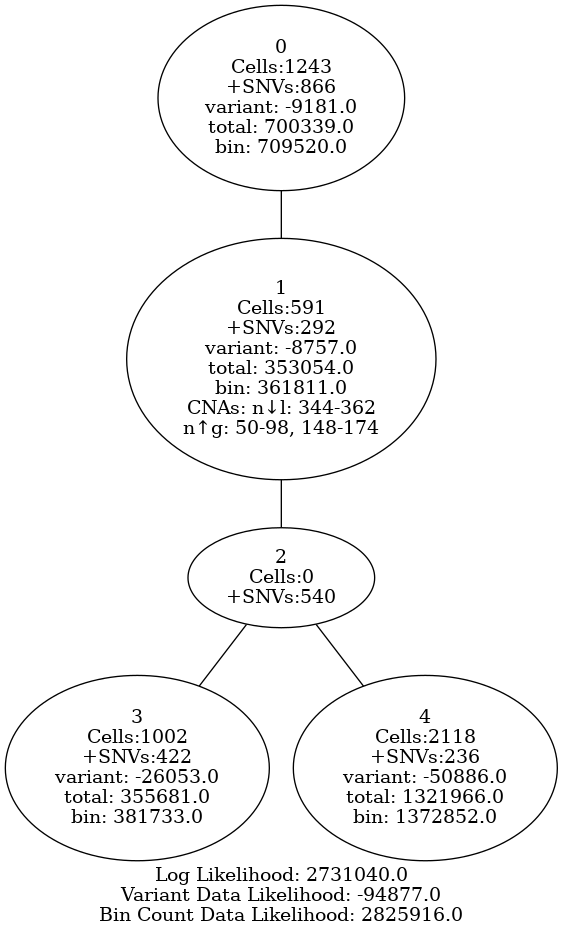 0
Cells:1243
+SNVs:866
variant: -9181.0
total: 700339.0
bin: 709520.0
1
Cells:591
+SNVs:292
variant: -8757.0
total: 353054.0
bin: 361811.0
CNAs: n↓l: 344-362
n↑g: 50-98, 148-174
2
Cells:0
+SNVs:540
3
Cells:1002
+SNVs:422
variant: -26053.0
total: 355681.0
bin: 381733.0
4
Cells:2118
+SNVs:236
variant: -50886.0
total: 1321966.0
bin: 1372852.0
Log Likelihood: 2731040.0
Variant Data Likelihood: -94877.0
Bin Count Data Likelihood: 2825916.0